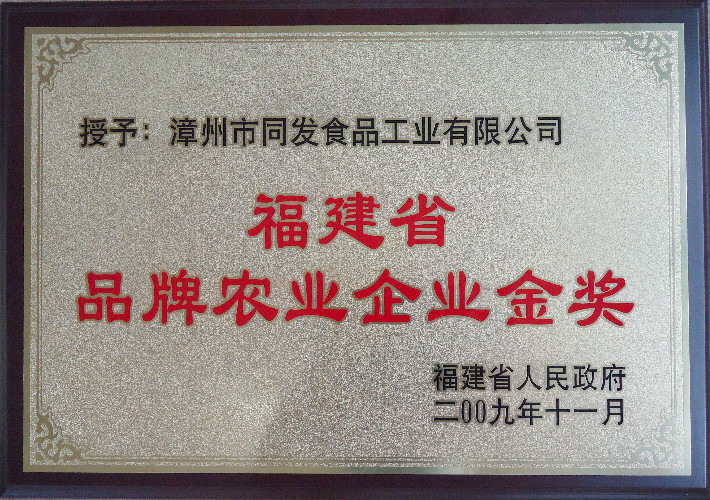 授予：漳州市同发食品工业有限公司
福建省
品牌农业企业金奖
福建省人民政府
二00九年十一月